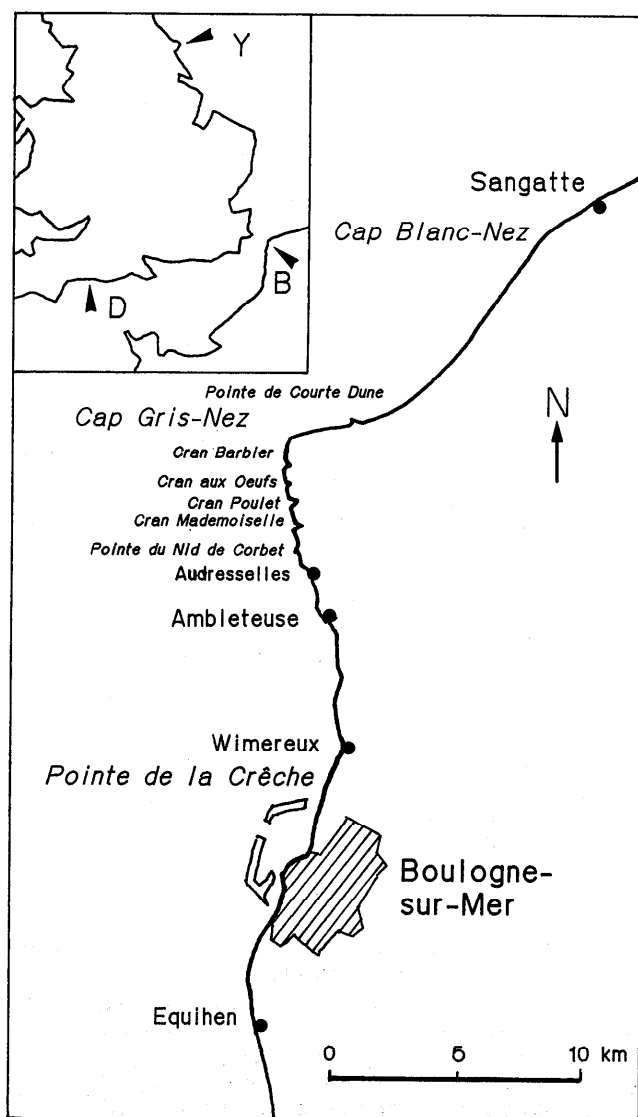 Y
D
B
Sangatte
Cap Blanc-Nez
Pointe de Courte Dune
Cap Gris-Nez
N
Cran Barbier
Cran aux Oeufs
Cran Poulet
Cran Mademoiselle
Pointe du Nid de Corbet
Audresselles
Ambleteuse
Wimereux
Pointe de la Crêche
Boulogne-
sur-Mer
Equihen
0 5 10 km